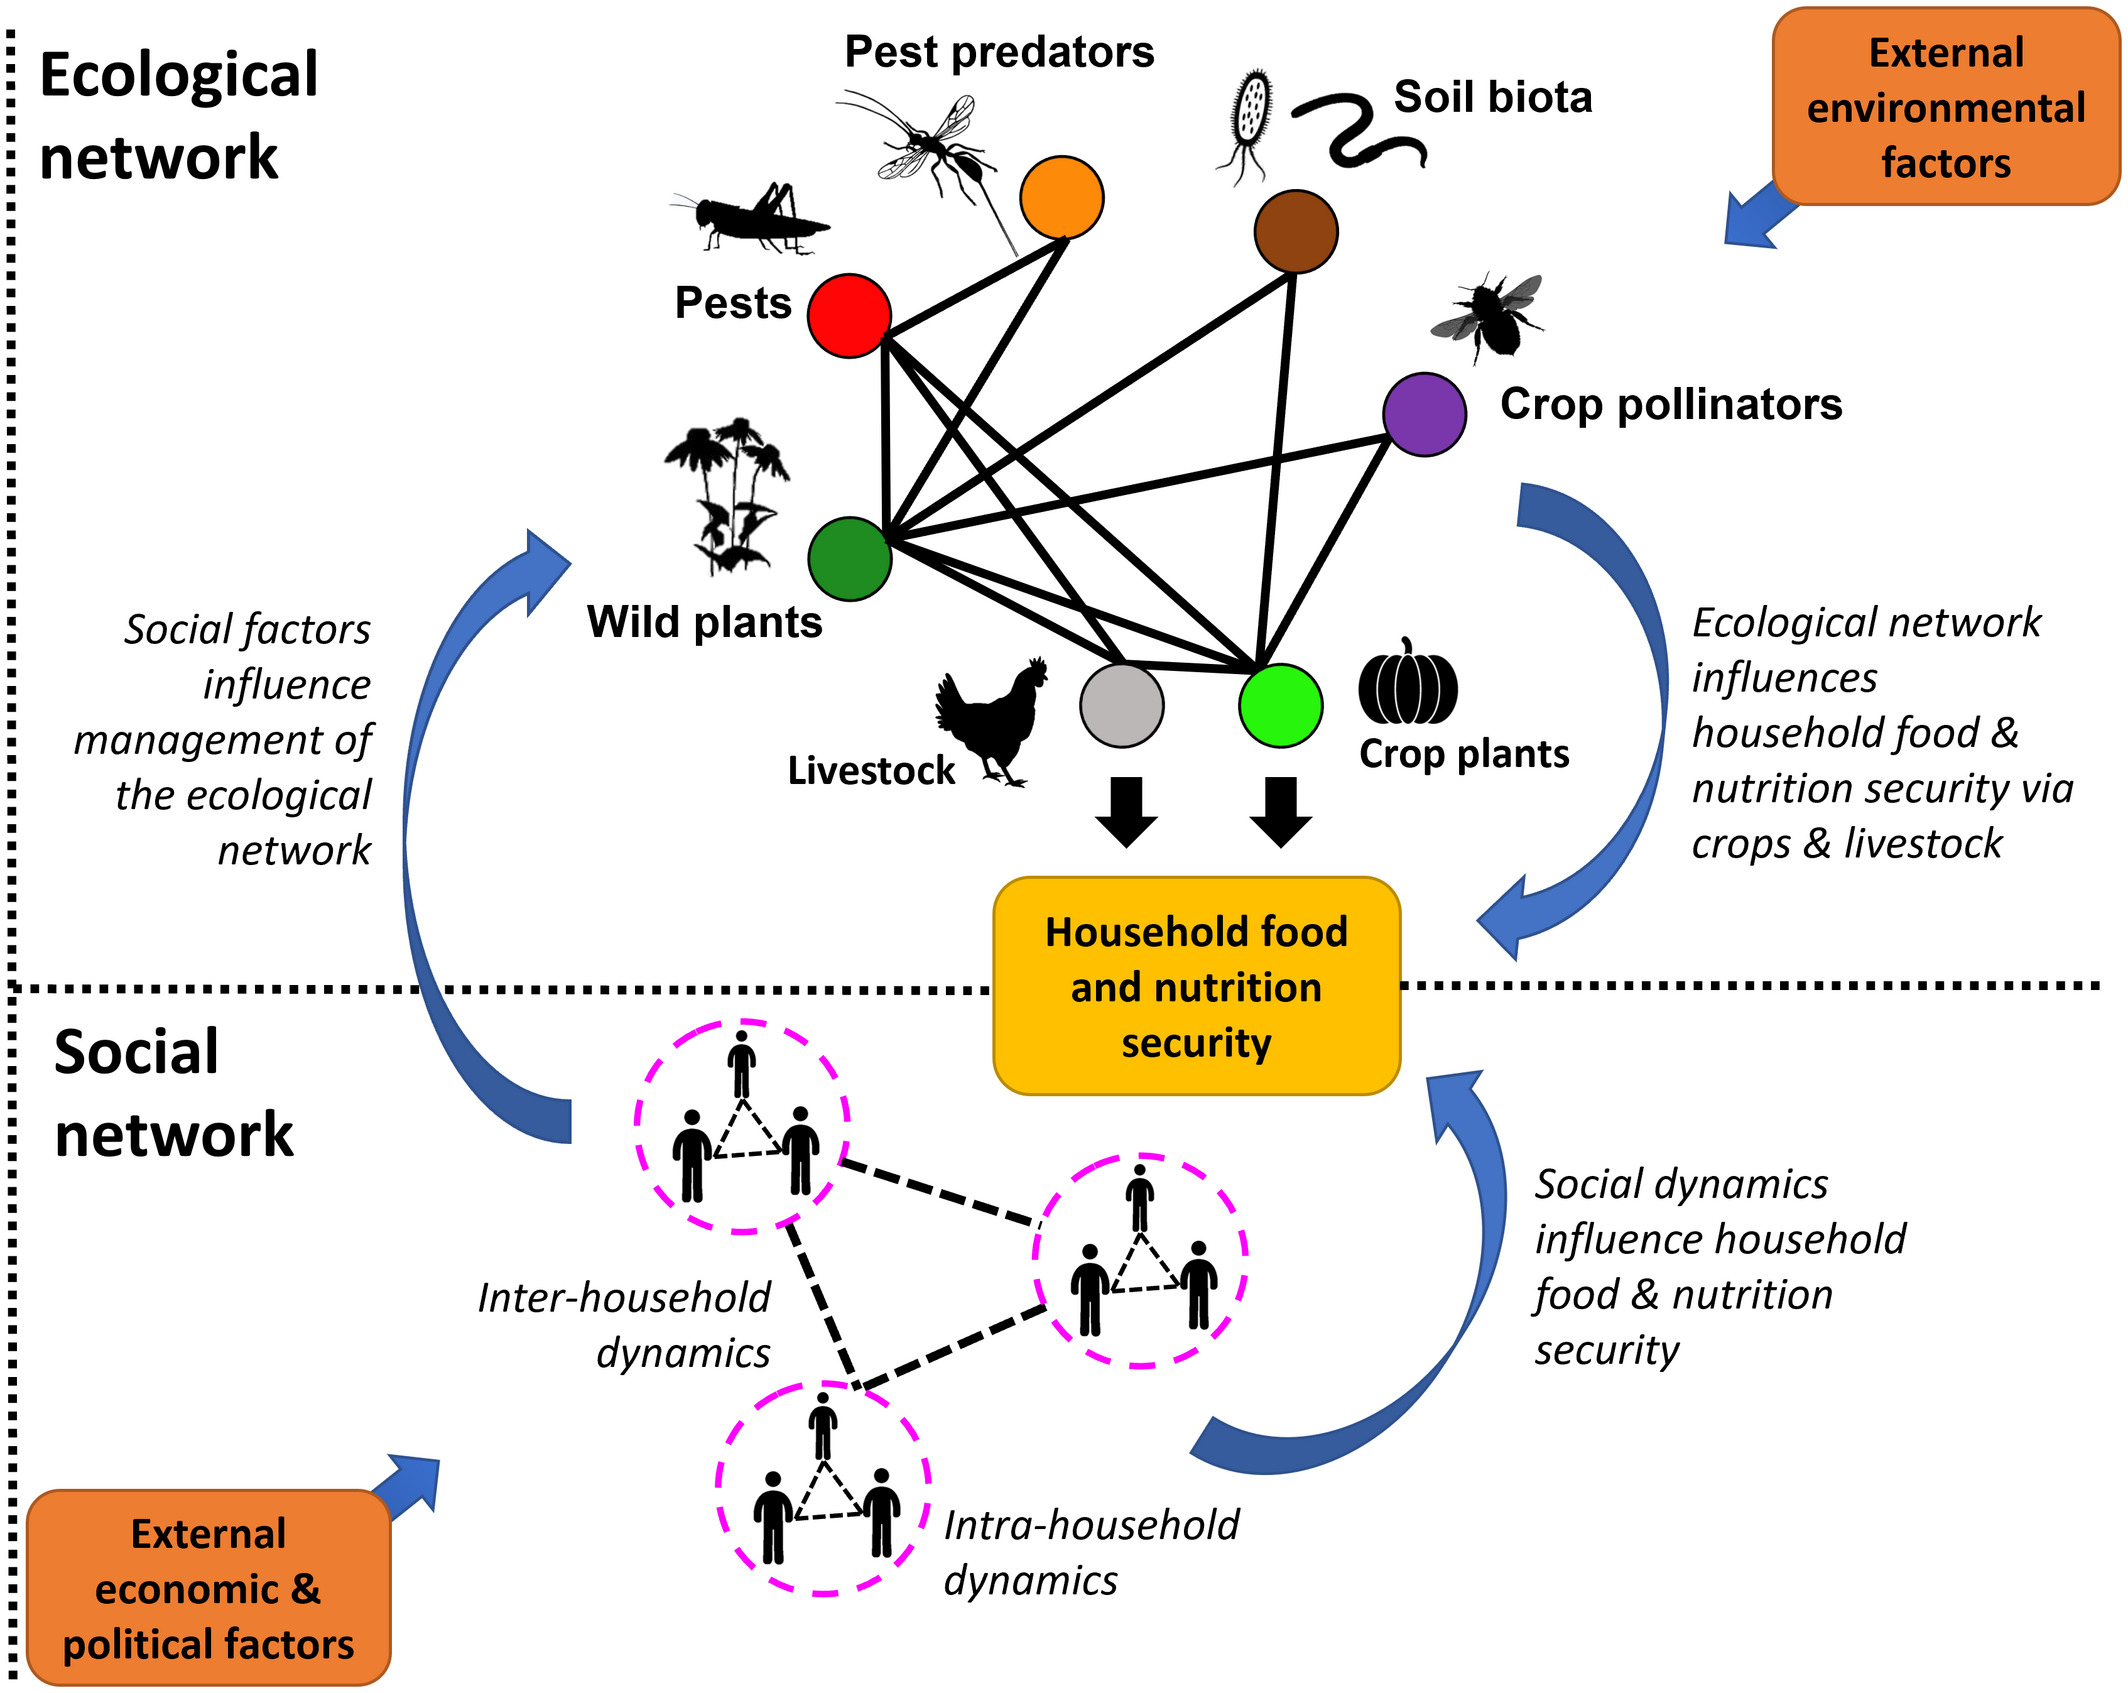 Ecological
network
Pest predators
Soil biota
External
environmental
factors
Pests
Crop pollinators
Wild plants
Social factors
influence
management of
the ecological
network
Ecological network
influences
household food &
nutrition security via
crops & livestock
Livestock
Crop plants
Household food
and nutrition
security
Social
network
Inter-household
dynamics
Social dynamics
influence household
food & nutrition
security
Intra-household
dynamics
External
economic &
political factors